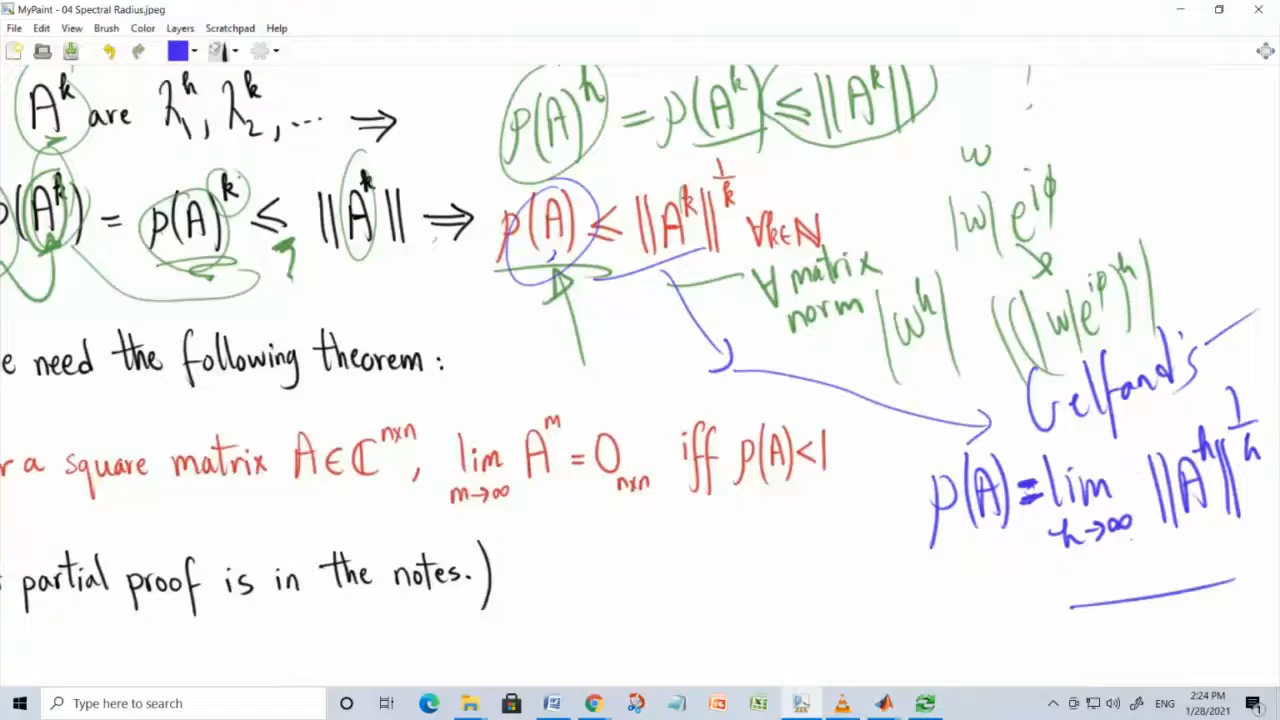 MyPaint - 04 Spectral Radius.jpeg
File Edit View Brush Color Layers Scratchpad Help
A^k are λ_1^k, λ_2^k, ... ⇒ ρ(A)^k = ρ(A^k) ≤ ||A^k||
ρ(A^k) = ρ(A)^k ≤ ||A^k|| ⇒ ρ(A) ≤ ||A^k||^{1/k} ∀k∈ℕ
∀ matrix
norm
w
|w| e^{iφ}
|w^k| |(|w|e^{iφ})^k|
e need the following theorem:
Gelfand's
r a square matrix A∈ℂ^{n×n}, lim_{m→∞} A^m = 0_{n×n} iff ρ(A)<1
ρ(A) = lim_{k→∞} ||A^k||^{1/k}
partial proof is in the notes.)
Type here to search
ENG
2:24 PM
1/28/2021